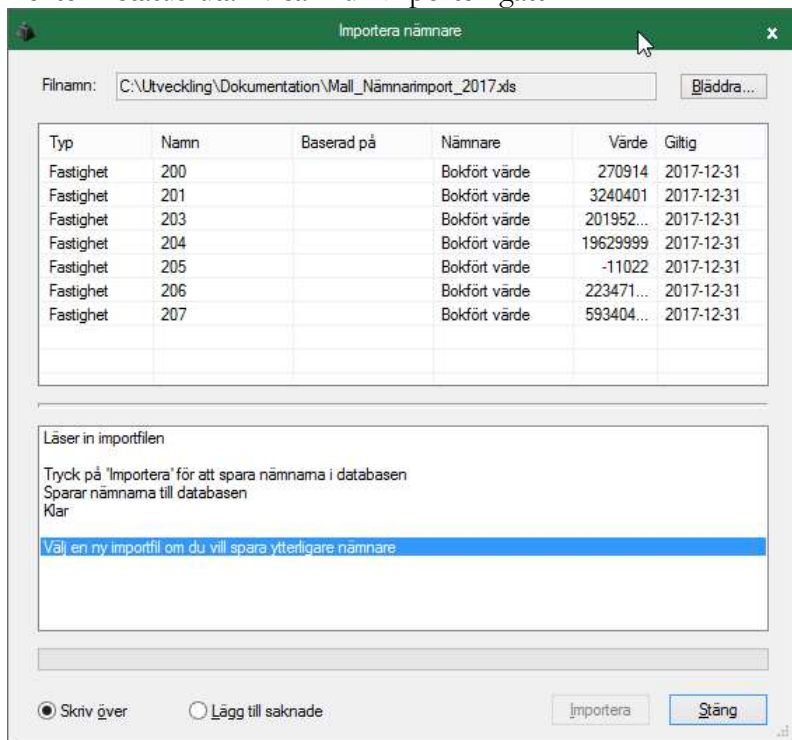 Importera nämnare
x
Filnamn: C:\Utveckling\Dokumentation\Mall_Nämnarimport_2017.xls Bläddra...
Typ Namn Baserad på Nämnare Värde Giltig
Fastighet 200 Bokfört värde 270914 2017-12-31
Fastighet 201 Bokfört värde 3240401 2017-12-31
Fastighet 203 Bokfört värde 201952... 2017-12-31
Fastighet 204 Bokfört värde 19629999 2017-12-31
Fastighet 205 Bokfört värde -11022 2017-12-31
Fastighet 206 Bokfört värde 223471... 2017-12-31
Fastighet 207 Bokfört värde 593404... 2017-12-31
Läser in importfilen
Tryck på 'Importera' för att spara nämnarna i databasen
Sparar nämnarna till databasen
Klar
Välj en ny importfil om du vill spara ytterligare nämnare
Skriv över Lägg till saknade Importera Stäng